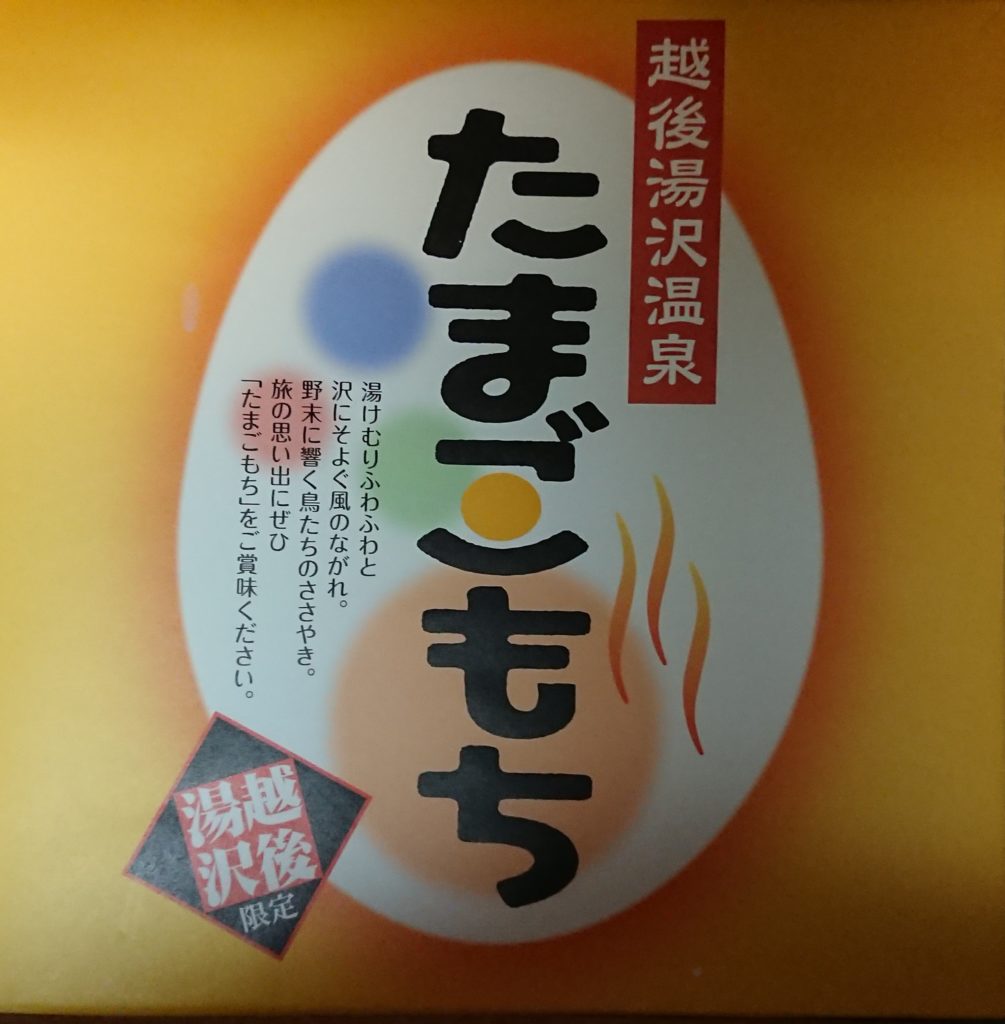 越後湯沢温泉
たまごもち
湯けむりふわふわと
沢にそよぐ風のながれ。
野末に響く鳥たちのささやき。
旅の思い出にぜひ
「たまごもち」をご賞味ください。
越後
湯沢
限定